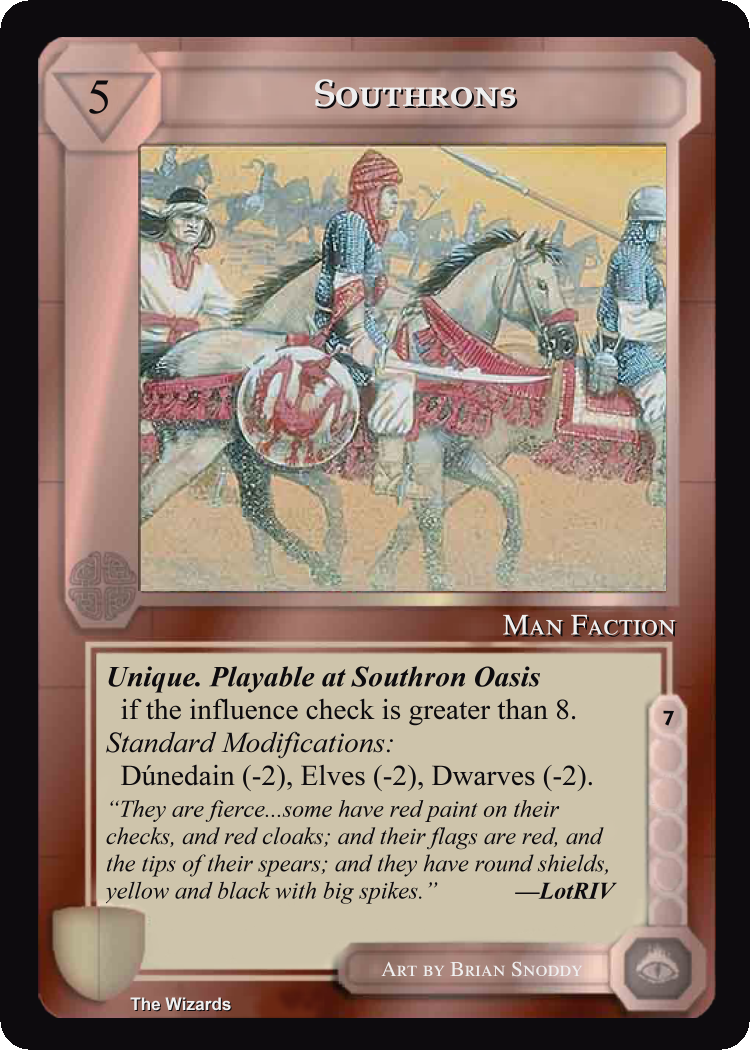 5
Southrons
Man Faction
Unique. Playable at Southron Oasis
if the influence check is greater than 8.
Standard Modifications:
Dúnedain (-2), Elves (-2), Dwarves (-2).
“They are fierce...some have red paint on their
checks, and red cloaks; and their flags are red, and
the tips of their spears; and they have round shields,
yellow and black with big spikes.” —LotRIV
7
Art by Brian Snoddy
The Wizards